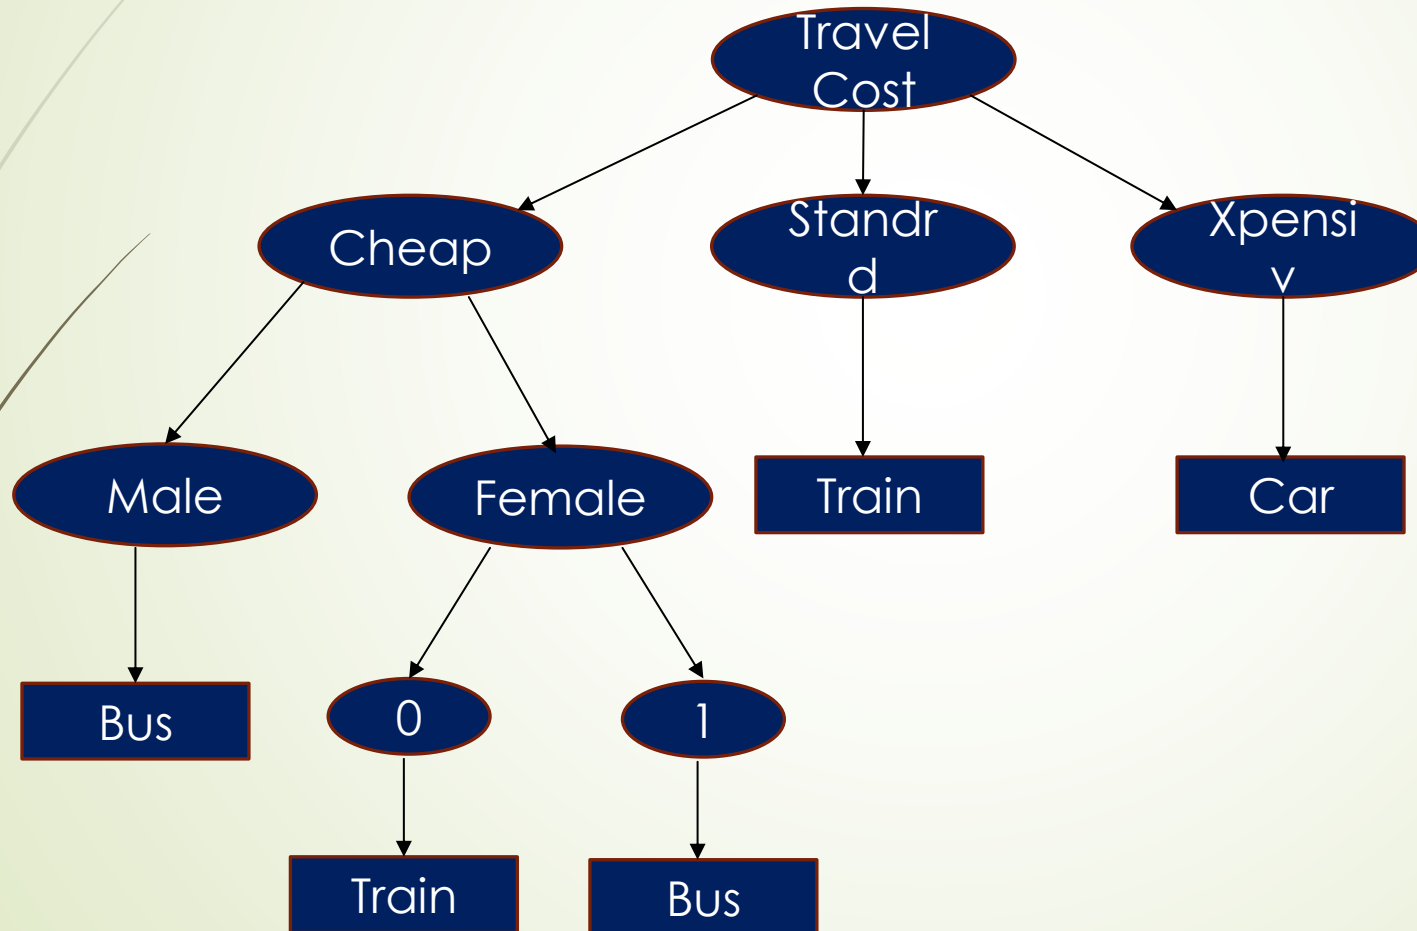 Travel
Cost
Cheap
Standr
d
Xpensi
v
Male
Female
Train
Car
Bus
0
1
Train
Bus